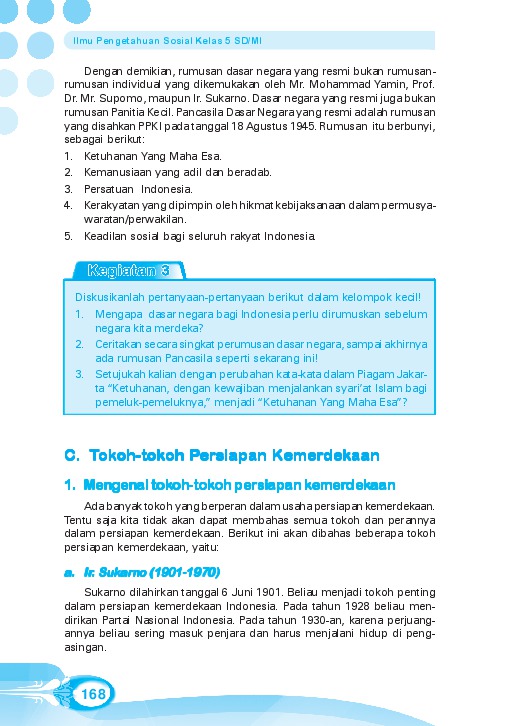 Ilmu Pengetahuan Sosial Kelas 5 SD/MI
Dengan demikian, rumusan dasar negara yang resmi bukan rumusan-
rumusan individual yang dikemukakan oleh Mr. Mohammad Yamin, Prof.
Dr. Mr. Supomo, maupun Ir. Sukarno. Dasar negara yang resmi juga bukan
rumusan Panitia Kecil. Pancasila Dasar Negara yang resmi adalah rumusan
yang disahkan PPKI pada tanggal 18 Agustus 1945. Rumusan itu berbunyi,
sebagai berikut:
1. Ketuhanan Yang Maha Esa.
2. Kemanusiaan yang adil dan beradab.
3. Persatuan Indonesia.
4. Kerakyatan yang dipimpin oleh hikmat kebijaksanaan dalam permusya-
waratan/perwakilan.
5. Keadilan sosial bagi seluruh rakyat Indonesia.
Kegiatan 3
Diskusikanlah pertanyaan-pertanyaan berikut dalam kelompok kecil!
1. Mengapa dasar negara bagi Indonesia perlu dirumuskan sebelum
negara kita merdeka?
2. Ceritakan secara singkat perumusan dasar negara, sampai akhirnya
ada rumusan Pancasila seperti sekarang ini!
3. Setujukah kalian dengan perubahan kata-kata dalam Piagam Jakar-
ta “Ketuhanan, dengan kewajiban menjalankan syari’at Islam bagi
pemeluk-pemeluknya,” menjadi “Ketuhanan Yang Maha Esa”?
C. Tokoh-tokoh Persiapan Kemerdekaan
1. Mengenal tokoh-tokoh persiapan kemerdekaan
Ada banyak tokoh yang berperan dalam usaha persiapan kemerdekaan.
Tentu saja kita tidak akan dapat membahas semua tokoh dan perannya
dalam persiapan kemerdekaan. Berikut ini akan dibahas beberapa tokoh
persiapan kemerdekaan, yaitu:
a. Ir. Sukarno (1901-1970)
Sukarno dilahirkan tanggal 6 Juni 1901. Beliau menjadi tokoh penting
dalam persiapan kemerdekaan Indonesia. Pada tahun 1928 beliau men-
dirikan Partai Nasional Indonesia. Pada tahun 1930-an, karena perjuang-
annya beliau sering masuk penjara dan harus menjalani hidup di peng-
asingan.
168